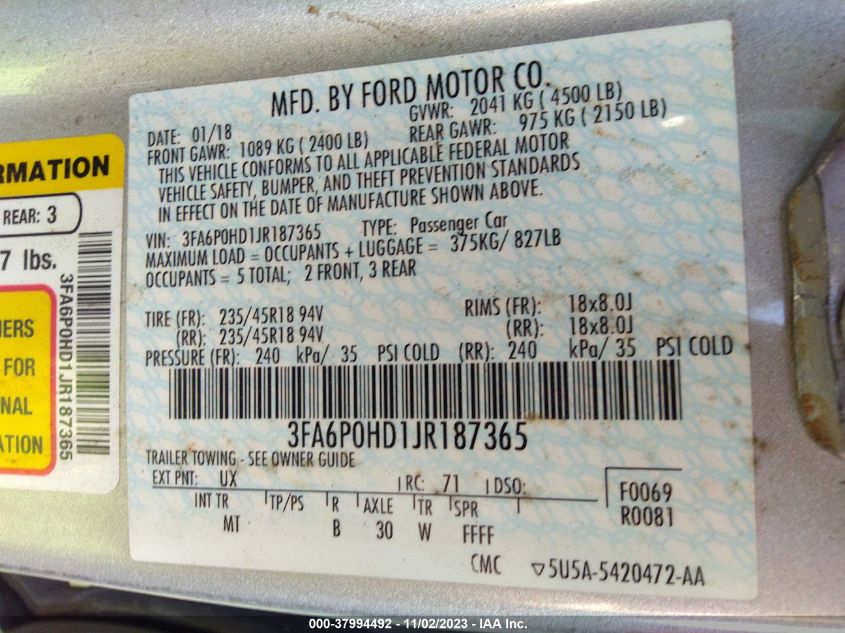 MFD. BY FORD MOTOR CO.
DATE: 01/18 GVWR: 2041 KG ( 4500 LB)
FRONT GAWR: 1089 KG ( 2400 LB) REAR GAWR: 975 KG ( 2150 LB)
THIS VEHICLE CONFORMS TO ALL APPLICABLE FEDERAL MOTOR
VEHICLE SAFETY, BUMPER, AND THEFT PREVENTION STANDARDS
IN EFFECT ON THE DATE OF MANUFACTURE SHOWN ABOVE.
VIN: 3FA6P0HD1JR187365 TYPE: Passenger Car
MAXIMUM LOAD = OCCUPANTS + LUGGAGE = 375KG/ 827LB
OCCUPANTS = 5 TOTAL; 2 FRONT, 3 REAR
TIRE (FR): 235/45R18 94V RIMS (FR): 18x8.0J
(RR): 235/45R18 94V (RR): 18x8.0J
PRESSURE (FR): 240 kPa/ 35 PSI COLD (RR): 240 kPa/ 35 PSI COLD
3FA6P0HD1JR187365
TRAILER TOWING - SEE OWNER GUIDE
EXT PNT: UX RC: 71 DSO:
F0069
R0081
INT TR TP/PS R AXLE TR SPR
MT B 30 W FFFF
CMC ▽5U5A-5420472-AA
RMATION
REAR: 3
7 lbs.
3FA6P0HD1JR187365
IERS
FOR
NAL
ATION
000-37994492 - 11/02/2023 - IAA Inc.